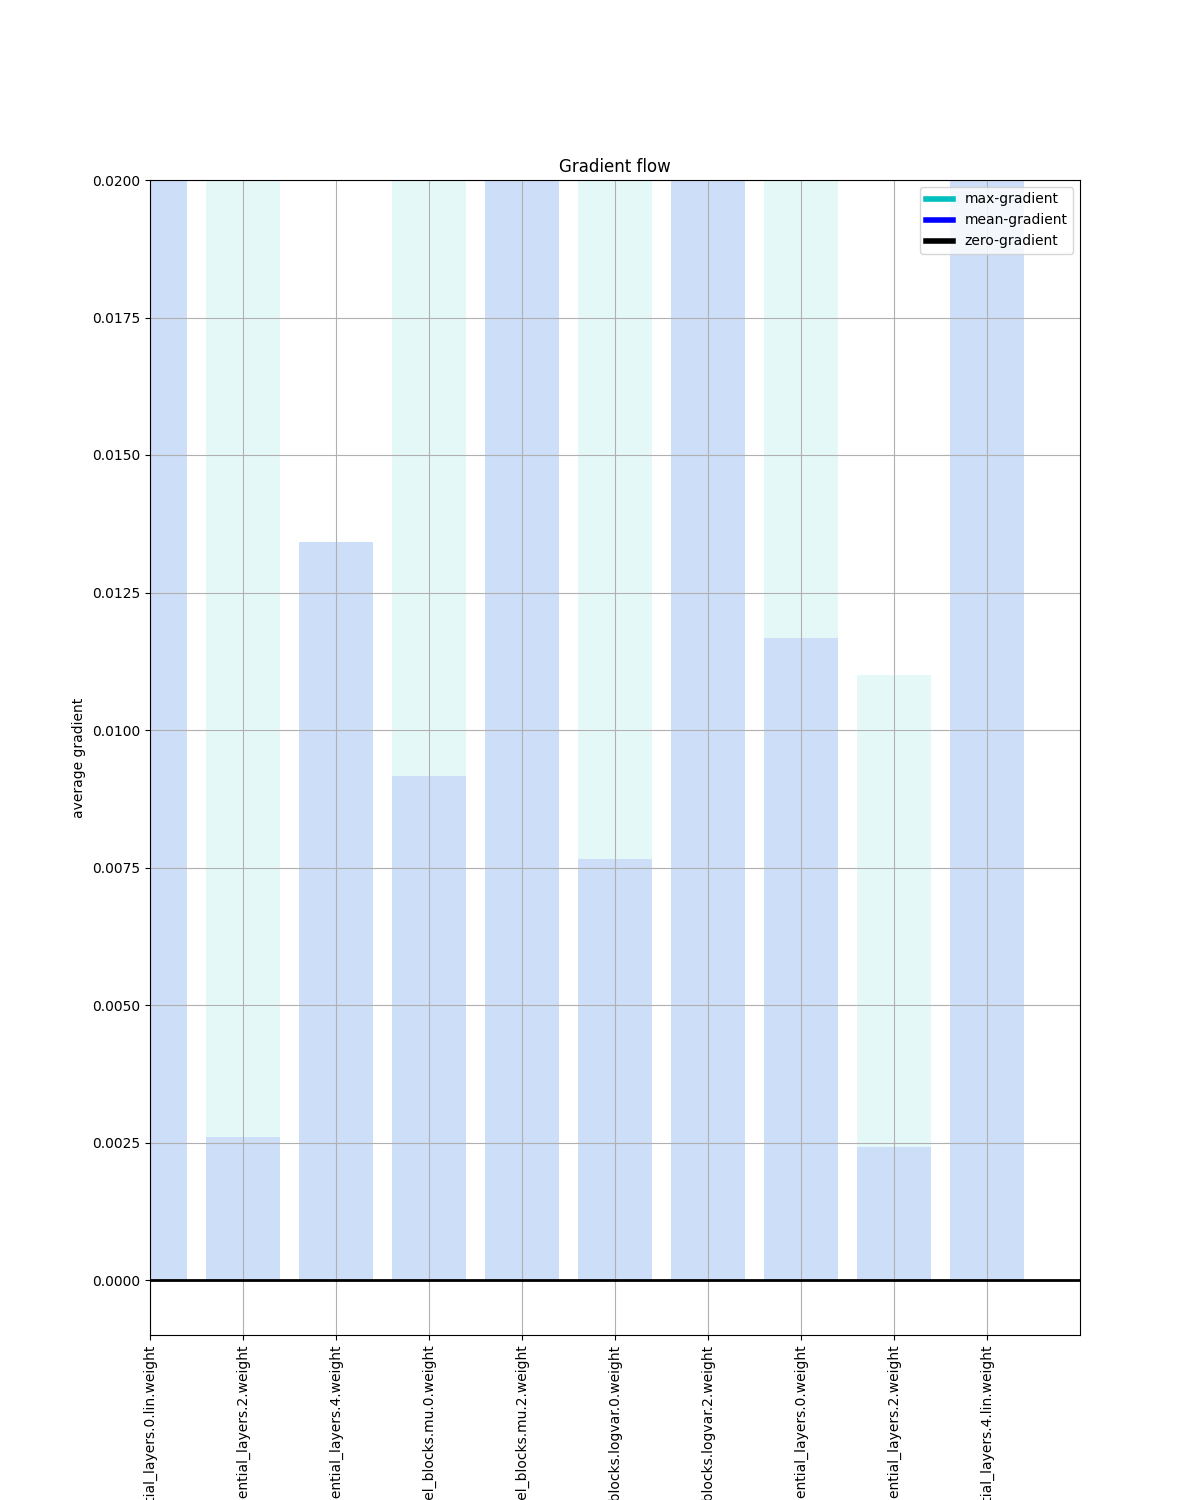 Gradient flow
max-gradient
mean-gradient
zero-gradient
0.0200
0.0175
0.0150
0.0125
0.0100
0.0075
0.0050
0.0025
0.0000
average gradient
tial_layers.0.lin.weight
ential_layers.2.weight
ential_layers.4.weight
el_blocks.mu.0.weight
el_blocks.mu.2.weight
blocks.logvar.0.weight
blocks.logvar.2.weight
ential_layers.0.weight
ential_layers.2.weight
tial_layers.4.lin.weight